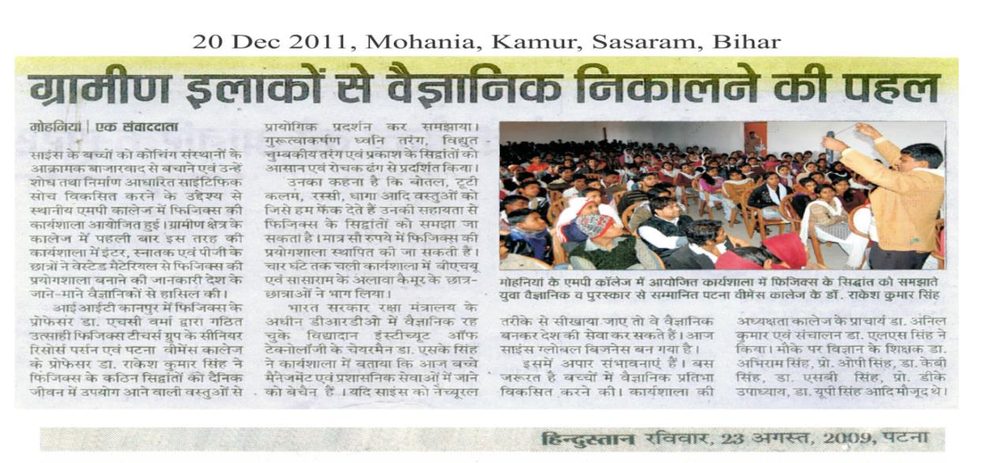 20 Dec 2011, Mohania, Kamur, Sasaram, Bihar
ग्रामीण इलाकों से वैज्ञानिक निकालने की पहल
मोहनियां | एक संवाददाता
साइंस के बच्चों को कोचिंग संस्थानों के
आक्रामक बाजारवाद से बचाने एवं उन्हें
शोध तथा निर्माण आधारित साइंटिफिक
सोच विकसित करने के उद्देश्य से
स्थानीय एमपी कालेज में फिजिक्स की
कार्यशाला आयोजित हुई। ग्रामीण क्षेत्र के
कालेज में पहली बार इस तरह की
कार्यशाला में इंटर, स्नातक एवं पीजी के
छात्रों ने वेस्टेड मैटेरियल से फिजिक्स की
प्रयोगशाला बनाने की जानकारी देश के
जाने-माने वैज्ञानिकों से हासिल की।
आईआईटी कानपुर में फिजिक्स के
प्रोफेसर डा. एचसी वर्मा द्वारा गठित
उत्साही फिजिक्स टीचर्स ग्रुप के सीनियर
रिसोर्स पर्सन एवं पटना वीमेंस कालेज
के प्रोफेसर डा. राकेश कुमार सिंह ने
फिजिक्स के कठिन सिद्धांतों की दैनिक
जीवन में उपयोग आने वाली वस्तुओं से
प्रायोगिक प्रदर्शन कर समझाया।
गुरूत्वाकर्षण ध्वनि तरंग, विद्युत
चुम्बकीय तरंग एवं प्रकाश के सिद्धांतों को
आसान एवं रोचक ढंग से प्रदर्शित किया।
उनका कहना है कि बोतल, टूटी
कलम, रस्सी, धागा आदि वस्तुओं को
जिसे हम फेंक देते हैं उनकी सहायता से
फिजिक्स के सिद्धांतों को समझा जा
सकता है। मात्र सौ रुपये में फिजिक्स की
प्रयोगशाला स्थापित की जा सकती हैं।
चार घंटे तक चली कार्यशाला में बीएचयू
एवं सासाराम के अलावा कैमूर के छात्र-
छात्राओं ने भाग लिया।
भारत सरकार रक्षा मंत्रालय के
अधीन डीआरडीओ में वैज्ञानिक रह
चुके विद्यादान इंस्टीच्यूट ऑफ
टेक्नोलॉजी के चेयरमैन डा. एसके सिंह
ने कार्यशाला में बताया कि आज बच्चे
मैनेजमेंट एवं प्रशासनिक सेवाओं में जाने
को बेचैन हैं। यदि साइंस को नेच्यूरल
मोहनियां के एमपी कॉलेज में आयोजित कार्यशाला में फिजिक्स के सिद्धांत को समझाते
युवा वैज्ञानिक व पुरस्कार से सम्मानित पटना वीमेंस कालेज के डॉ. राकेश कुमार सिंह
तरीके से सीखाया जाए तो वे वैज्ञानिक
बनकर देश की सेवा कर सकते हैं। आज
साइंस ग्लोबल बिजनेस बन गया है।
इसमें अपार संभावनाएं हैं। बस
जरूरत है बच्चों में वैज्ञानिक प्रतिभा
विकसित करने की। कार्यशाला की
अध्यक्षता कालेज के प्राचार्य डा. अनिल
कुमार एवं संचालन डा. एलएस सिंह ने
किया। मौके पर विज्ञान के शिक्षक डा.
अभिराम सिंह, प्रो. ओपी सिंह, डा. केबी
सिंह, डा. एसबी सिंह, प्रो. डीके
उपाध्याय, डा. यूपी सिंह आदि मौजूद थे।
हिन्दुस्तान रविवार, 23 अगस्त, 2009, पटना